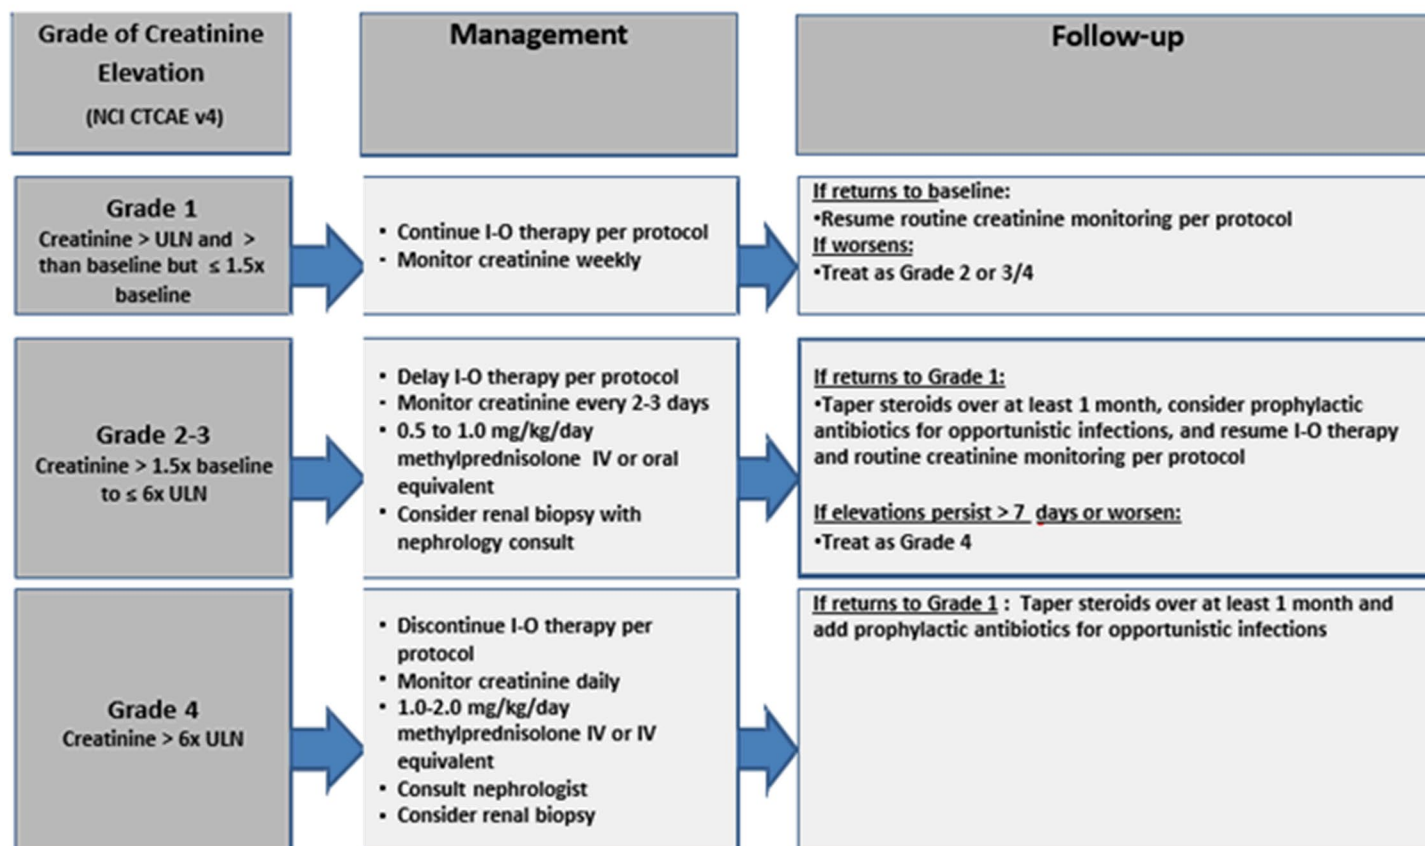 Grade of Creatinine
Elevation
(NCI CTCAE v4)
Management
Follow-up
Grade 1
Creatinine > ULN and >
than baseline but ≤ 1.5x
baseline
▪ Continue I-O therapy per protocol
▪ Monitor creatinine weekly
If returns to baseline:
•Resume routine creatinine monitoring per protocol
If worsens:
•Treat as Grade 2 or 3/4
Grade 2-3
Creatinine > 1.5x baseline
to ≤ 6x ULN
▪ Delay I-O therapy per protocol
▪ Monitor creatinine every 2-3 days
▪ 0.5 to 1.0 mg/kg/day
methylprednisolone IV or oral
equivalent
▪ Consider renal biopsy with
nephrology consult
If returns to Grade 1:
•Taper steroids over at least 1 month, consider prophylactic
antibiotics for opportunistic infections, and resume I-O therapy
and routine creatinine monitoring per protocol
If elevations persist > 7 days or worsen:
•Treat as Grade 4
Grade 4
Creatinine > 6x ULN
▪ Discontinue I-O therapy per
protocol
▪ Monitor creatinine daily
▪ 1.0-2.0 mg/kg/day
methylprednisolone IV or IV
equivalent
▪ Consult nephrologist
▪ Consider renal biopsy
If returns to Grade 1 : Taper steroids over at least 1 month and
add prophylactic antibiotics for opportunistic infections